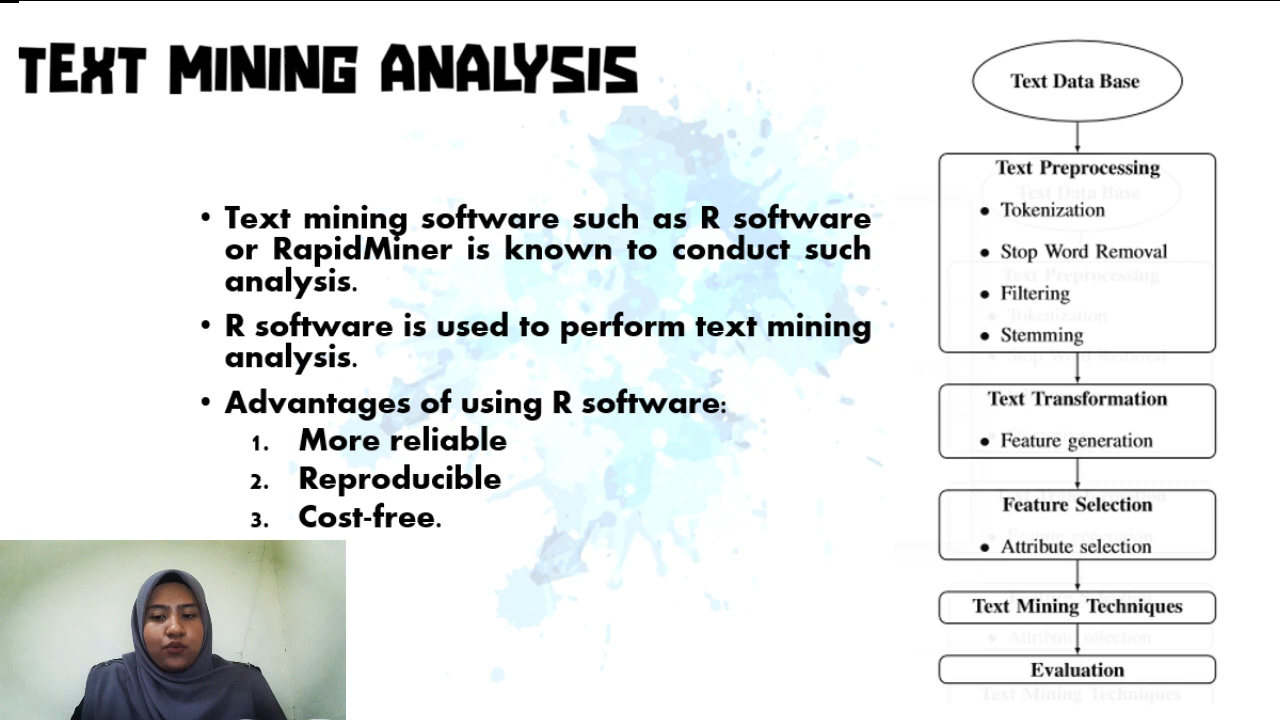 TEXT MINING ANALYSIS
• Text mining software such as R software
or RapidMiner is known to conduct such
analysis.
• R software is used to perform text mining
analysis.
• Advantages of using R software:
1. More reliable
2. Reproducible
3. Cost-free.
Text Data Base
Text Preprocessing
• Tokenization
• Stop Word Removal
• Filtering
• Stemming
Text Transformation
• Feature generation
Feature Selection
• Attribute selection
Text Mining Techniques
Evaluation